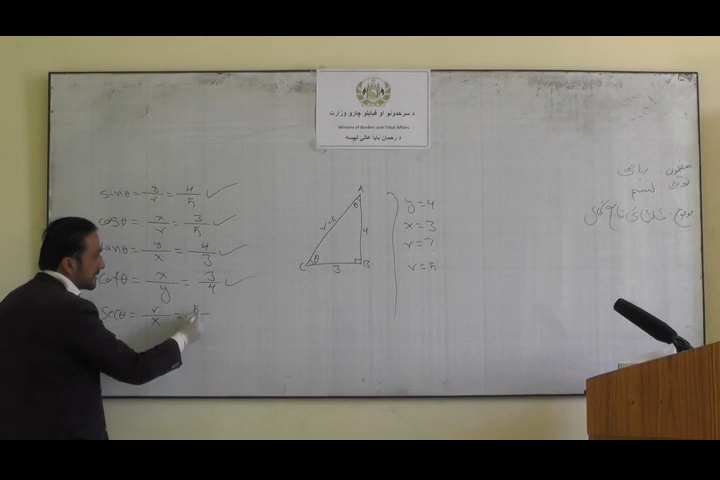 د سرحدونو او قبایلو چارو وزارت
Ministry of Borders and Tribal Affairs
د رحمان بابا عالي لیسه
مضمون: ریاضي
sinθ = y/r = 4/5 ✓
cosθ = x/r = 3/5 ✓
tanθ = y/x = 4/3 ✓
cotθ = x/y = 3/4 ✓
secθ = r/x = 5
A
θ
r=5
4
C
θ
3
B
y=4
x=3
r=?
r=5